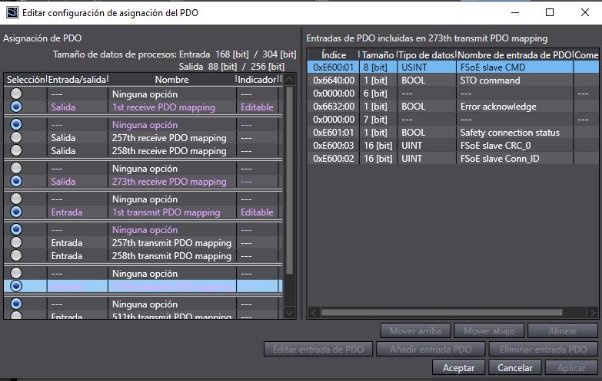 Editar configuración de asignación del PDO
Asignación de PDO
Tamaño de datos de procesos: Entrada 168 [bit] / 304 [bit]
Salida 88 [bit] / 256 [bit]
Selección Entrada/salida Nombre Indicador
--- Ninguna opción ---
Salida 1st receive PDO mapping Editable
--- Ninguna opción ---
Salida 257th receive PDO mapping ---
Salida 258th receive PDO mapping ---
--- Ninguna opción ---
Salida 273th receive PDO mapping ---
--- Ninguna opción ---
Entrada 1st transmit PDO mapping Editable
--- Ninguna opción ---
Entrada 257th transmit PDO mapping ---
Entrada 258th transmit PDO mapping ---
--- Ninguna opción ---
--- Ninguna opción ---
Entrada 511th transmit PDO mapping ---
Entradas de PDO incluidas en 273th transmit PDO mapping
Índice Tamaño Tipo de datos Nombre de entrada de PDO Come
0xE600:01 8 [bit] USINT FSoE slave CMD
0x6640:00 1 [bit] BOOL STO command
0x0000:00 6 [bit] --- --- ---
0x6632:00 1 [bit] BOOL Error acknowledge
0x0000:00 7 [bit] --- --- ---
0xE601:01 1 [bit] BOOL Safety connection status
0xE600:03 16 [bit] UINT FSoE slave CRC_0
0xE600:02 16 [bit] UINT FSoE slave Conn_ID
Mover arriba Mover abajo Alinear
Editar entrada de PDO Añadir entrada PDO Eliminar entrada PDO
Aceptar Cancelar Aplicar